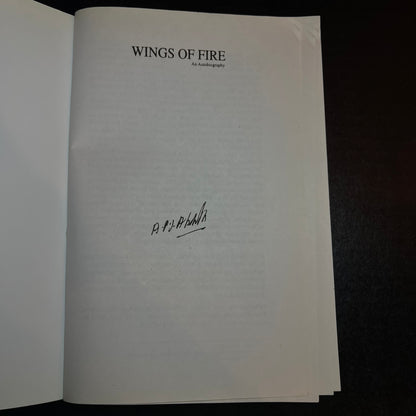 WINGS OF FIRE
An Autobiography